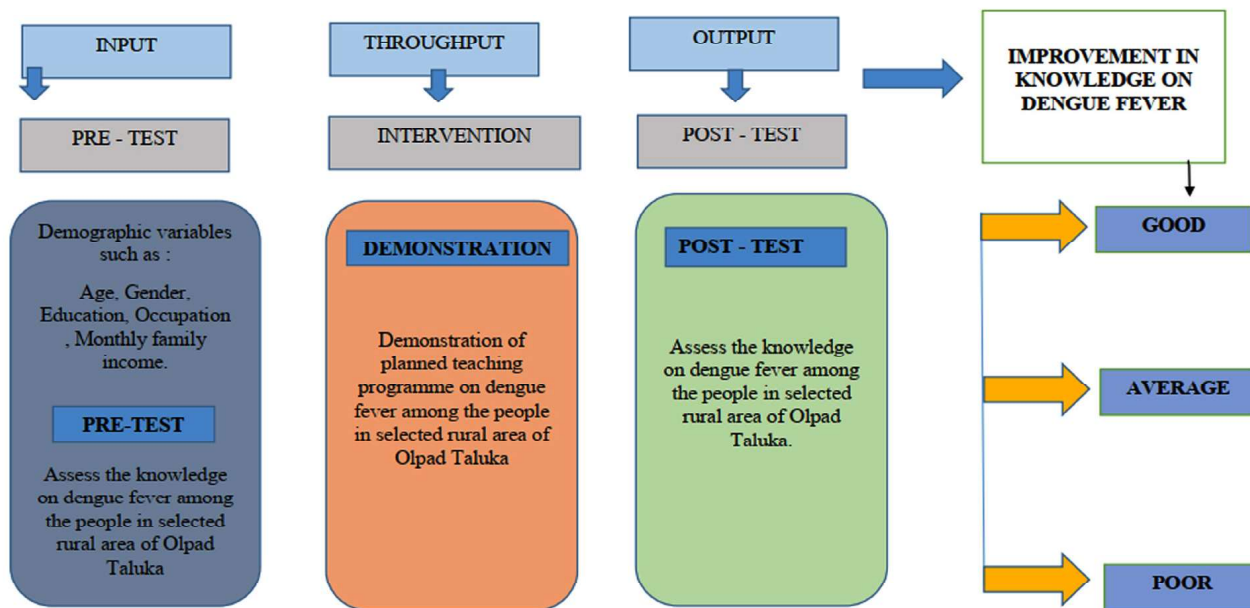 INPUT
PRE - TEST
Demographic variables
such as :
Age, Gender,
Education, Occupation
, Monthly family
income.
PRE-TEST
Assess the knowledge
on dengue fever among
the people in selected
rural area of Olpad
Taluka
THROUGHPUT
INTERVENTION
DEMONSTRATION
Demonstration of
planned teaching
programme on dengue
fever among the people
in selected rural area of
Olpad Taluka
OUTPUT
POST - TEST
POST - TEST
Assess the knowledge
on dengue fever among
the people in selected
rural area of Olpad
Taluka.
IMPROVEMENT IN
KNOWLEDGE ON
DENGUE FEVER
GOOD
AVERAGE
POOR